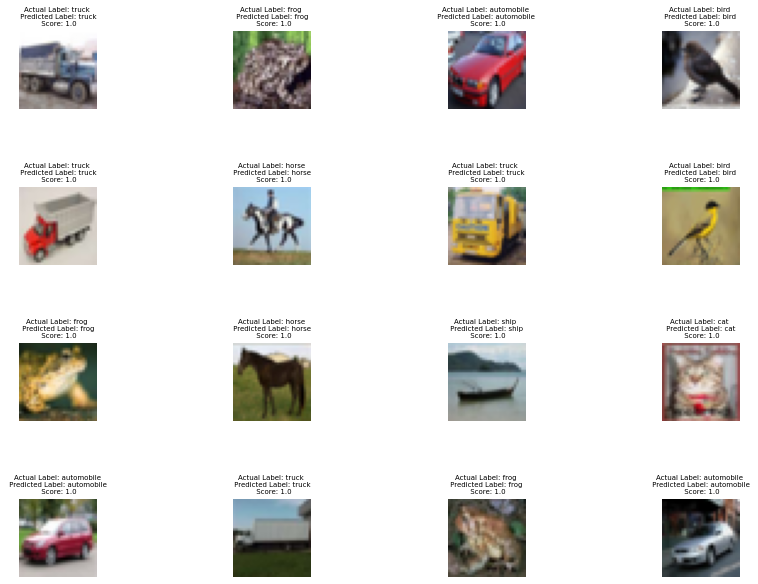 Actual Label: truck
Predicted Label: truck
Score: 1.0
Actual Label: frog
Predicted Label: frog
Score: 1.0
Actual Label: automobile
Predicted Label: automobile
Score: 1.0
Actual Label: bird
Predicted Label: bird
Score: 1.0
Actual Label: truck
Predicted Label: truck
Score: 1.0
Actual Label: horse
Predicted Label: horse
Score: 1.0
Actual Label: truck
Predicted Label: truck
Score: 1.0
Actual Label: bird
Predicted Label: bird
Score: 1.0
Actual Label: frog
Predicted Label: frog
Score: 1.0
Actual Label: horse
Predicted Label: horse
Score: 1.0
Actual Label: ship
Predicted Label: ship
Score: 1.0
Actual Label: cat
Predicted Label: cat
Score: 1.0
Actual Label: automobile
Predicted Label: automobile
Score: 1.0
Actual Label: truck
Predicted Label: truck
Score: 1.0
Actual Label: frog
Predicted Label: frog
Score: 1.0
Actual Label: automobile
Predicted Label: automobile
Score: 1.0